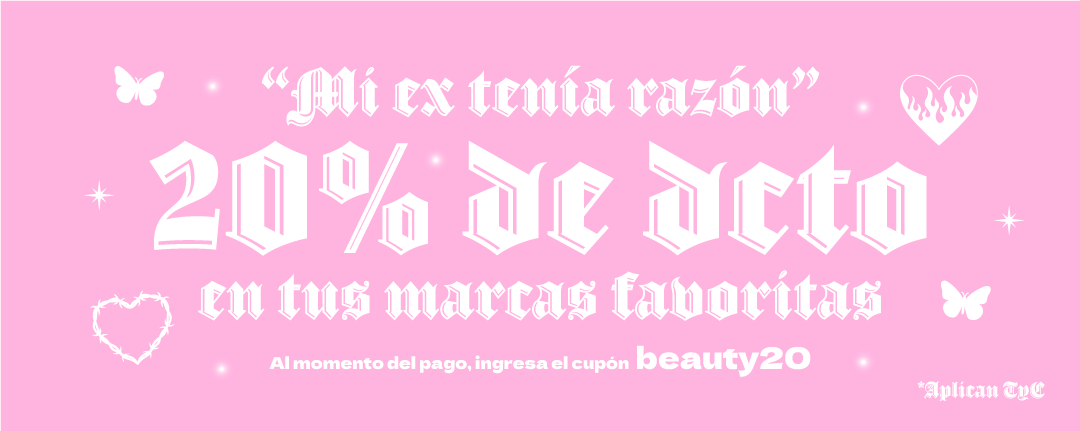 “Mi ex tenía razón”
20% de dcto
en tus marcas favoritas
Al momento del pago, ingresa el cupón beauty20
*Aplican TyC